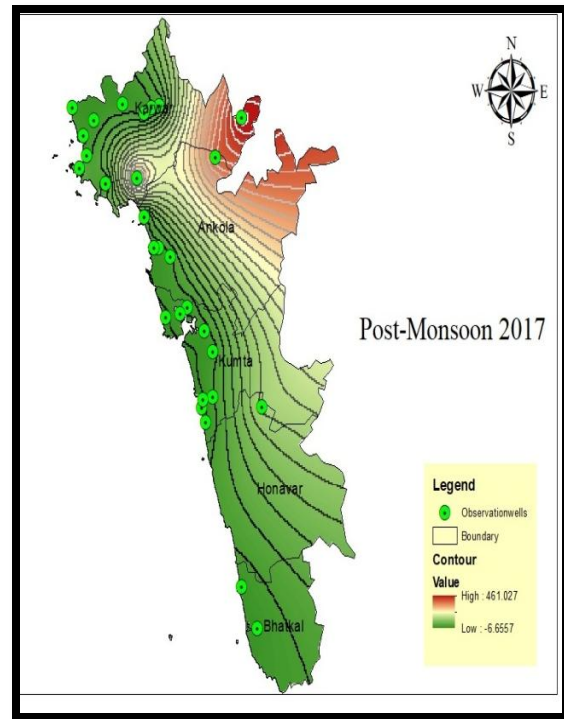 N
W E
S
Karwar
Ankola
Post-Monsoon 2017
Kumta
Honavar
Bhatkal
Legend
Observationwells
Boundary
Contour
Value
High : 461.027
Low : -6.6557